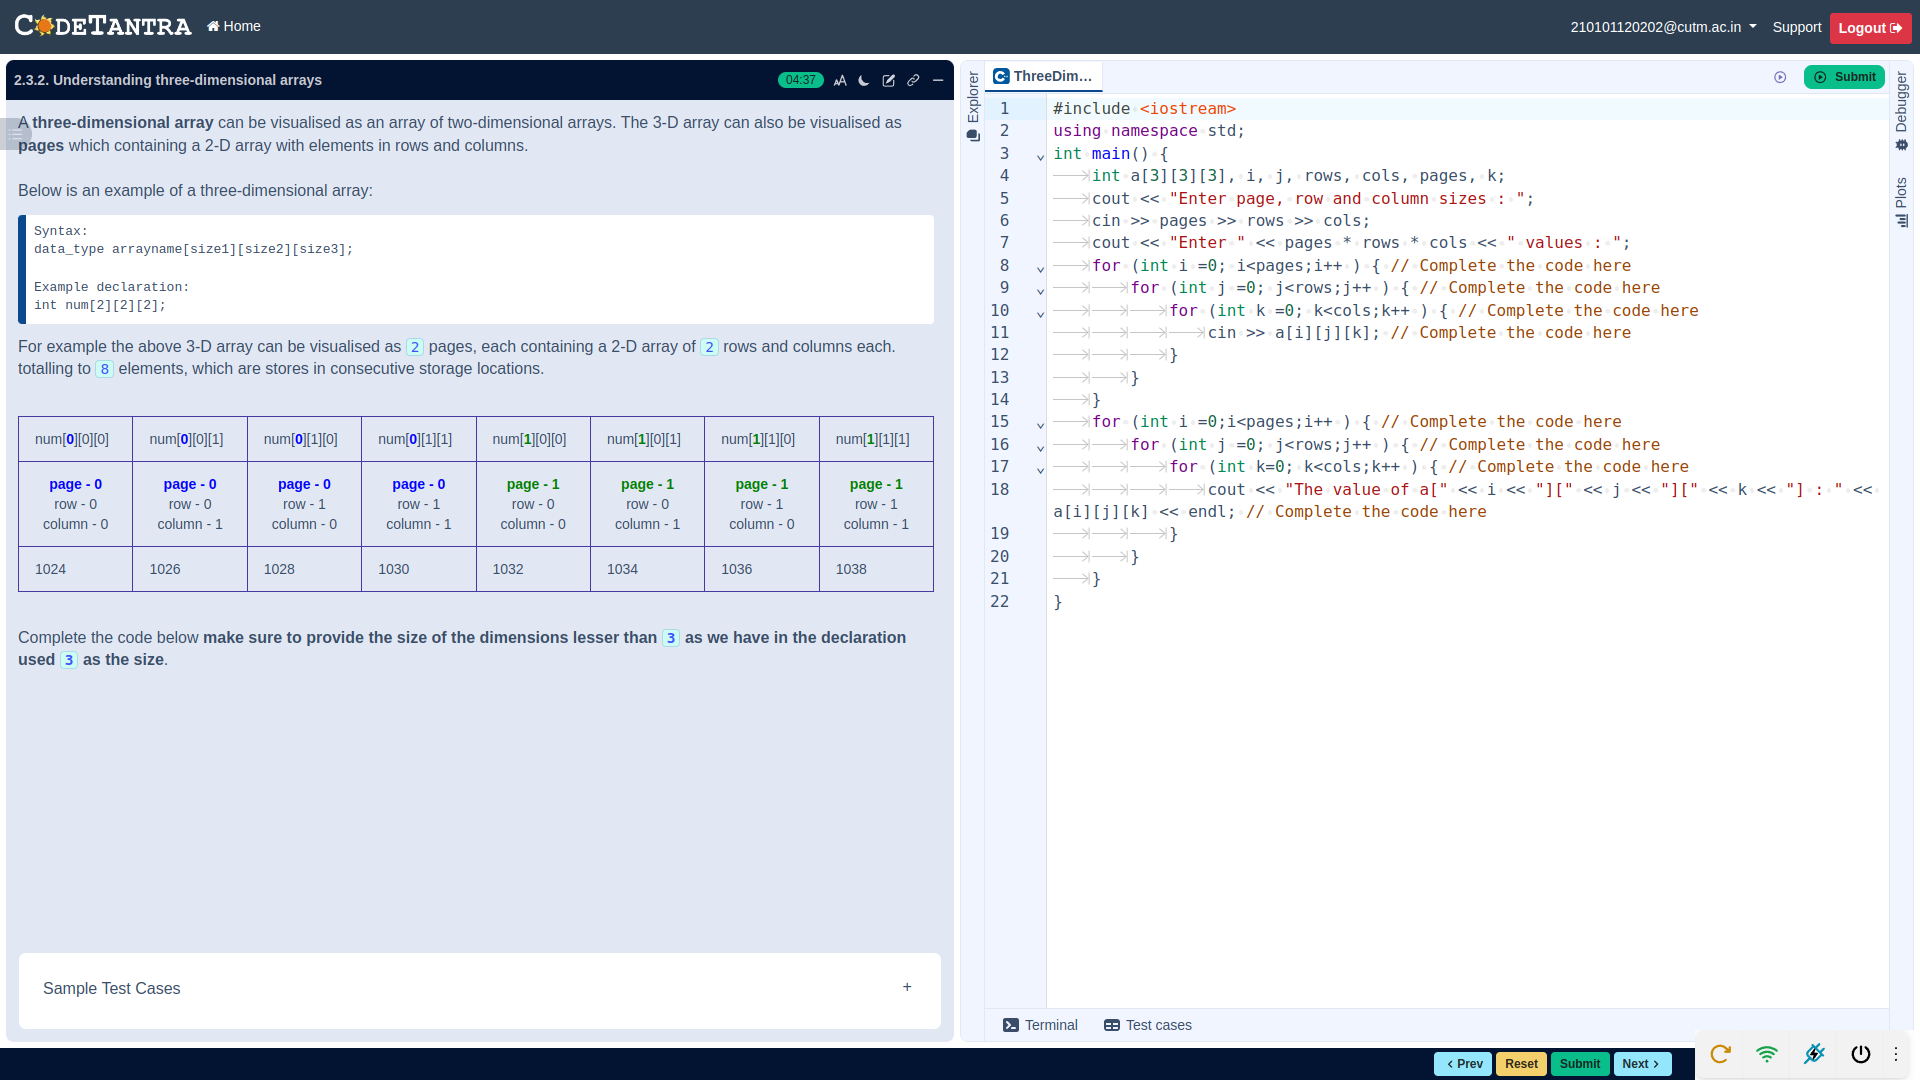 CODETANTRA
Home
210101120202@cutm.ac.in
Support
Logout
2.3.2. Understanding three-dimensional arrays
04:37
A three-dimensional array can be visualised as an array of two-dimensional arrays. The 3-D array can also be visualised as
pages which containing a 2-D array with elements in rows and columns.
Below is an example of a three-dimensional array:
Syntax:
data_type arrayname[size1][size2][size3];
Example declaration:
int num[2][2][2];
For example the above 3-D array can be visualised as 2 pages, each containing a 2-D array of 2 rows and columns each.
totalling to 8 elements, which are stores in consecutive storage locations.
num[0][0][0] num[0][0][1] num[0][1][0] num[0][1][1] num[1][0][0] num[1][0][1] num[1][1][0] num[1][1][1]
page - 0 page - 0 page - 0 page - 0 page - 1 page - 1 page - 1 page - 1
row - 0 row - 0 row - 1 row - 1 row - 0 row - 0 row - 1 row - 1
column - 0 column - 1 column - 0 column - 1 column - 0 column - 1 column - 0 column - 1
1024 1026 1028 1030 1032 1034 1036 1038
Complete the code below make sure to provide the size of the dimensions lesser than 3 as we have in the declaration
used 3 as the size.
Sample Test Cases +
Explorer
ThreeDim...
Submit
1 #include <iostream>
2 using namespace std;
3 int main() {
4 int a[3][3][3], i, j, rows, cols, pages, k;
5 cout << "Enter page, row and column sizes : ";
6 cin >> pages >> rows >> cols;
7 cout << "Enter " << pages * rows * cols << " values : ";
8 for (int i =0; i<pages;i++ ) { // Complete the code here
9 for (int j =0; j<rows;j++ ) { // Complete the code here
10 for (int k =0; k<cols;k++ ) { // Complete the code here
11 cin >> a[i][j][k]; // Complete the code here
12 }
13 }
14 }
15 for (int i =0;i<pages;i++ ) { // Complete the code here
16 for (int j =0; j<rows;j++ ) { // Complete the code here
17 for (int k=0; k<cols;k++ ) { // Complete the code here
18 cout << "The value of a[" << i << "][" << j << "][" << k << "] : " <<
a[i][j][k] << endl; // Complete the code here
19 }
20 }
21 }
22 }
Debugger
Plots
Terminal
Test cases
Prev
Reset
Submit
Next